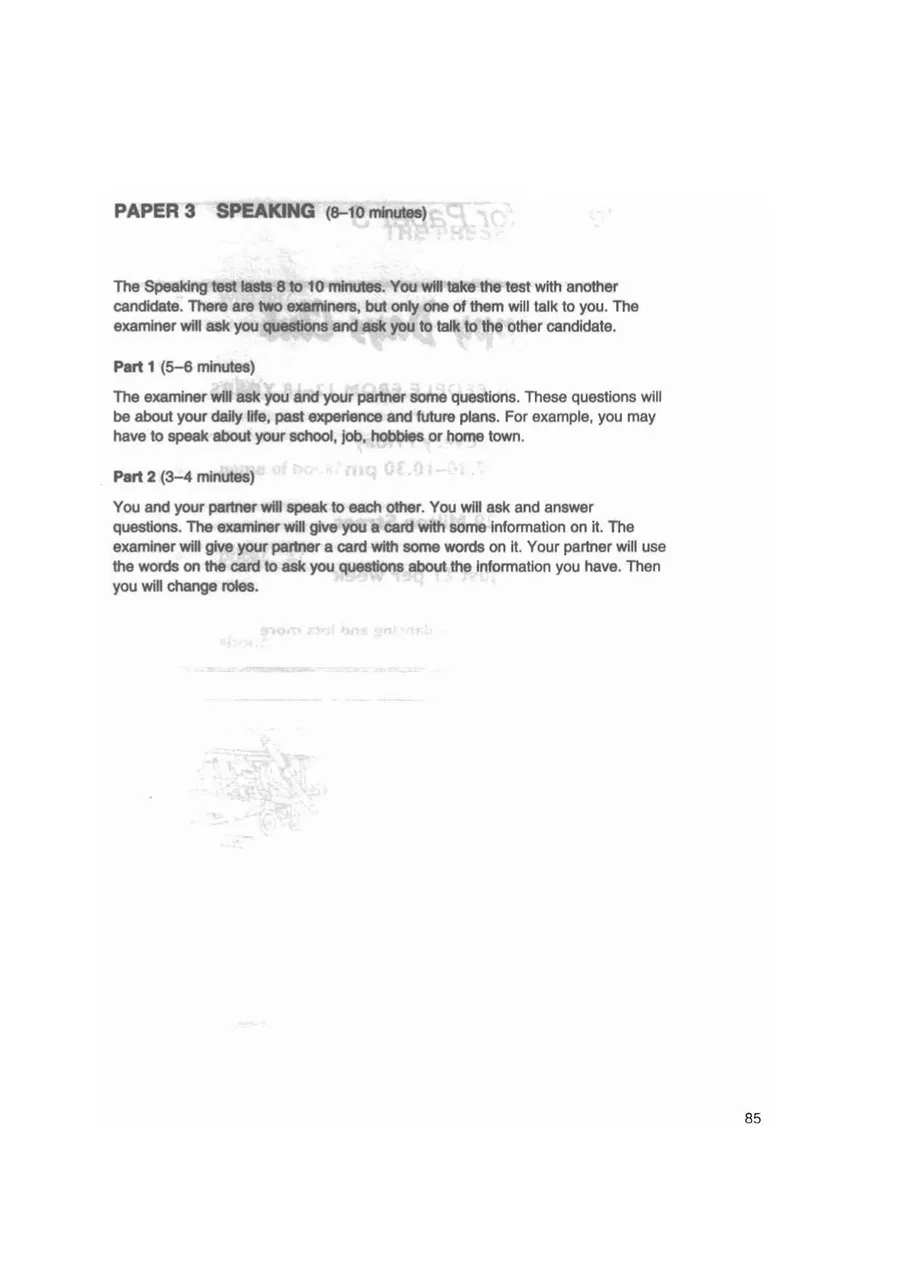 PAPER 3 SPEAKING (8–10 minutes)
The Speaking test lasts 8 to 10 minutes. You will take the test with another
candidate. There are two examiners, but only one of them will talk to you. The
examiner will ask you questions and ask you to talk to the other candidate.
Part 1 (5–6 minutes)
The examiner will ask you and your partner some questions. These questions will
be about your daily life, past experience and future plans. For example, you may
have to speak about your school, job, hobbies or home town.
Part 2 (3–4 minutes)
You and your partner will speak to each other. You will ask and answer
questions. The examiner will give you a card with some information on it. The
examiner will give your partner a card with some words on it. Your partner will use
the words on the card to ask you questions about the information you have. Then
you will change roles.
85